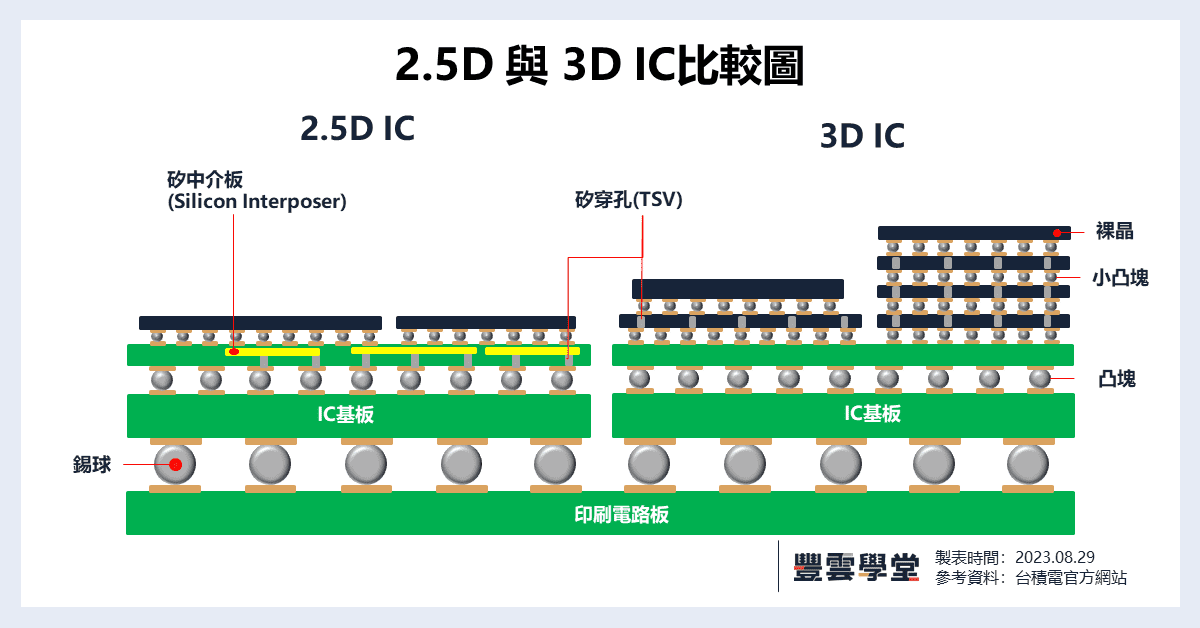 2.5D 與 3D IC比較圖
2.5D IC
3D IC
矽中介板
(Silicon Interposer)
矽穿孔(TSV)
裸晶
小凸塊
凸塊
IC基板
IC基板
錫球
印刷電路板
豐雲學堂
製表時間：2023.08.29
參考資料：台積電官方網站